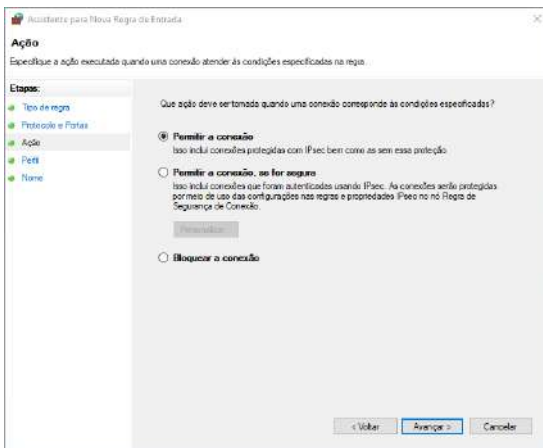 Assistente para Nova Regra de Entrada
Ação
Especifique a ação executada quando uma conexão atender às condições especificadas na regra.
Etapas:
Tipo de regra
Protocolo e Portas
Ação
Perfil
Nome
Que ação deve ser tomada quando uma conexão corresponde às condições especificadas?
Permitir a conexão
Isso inclui conexões protegidas com IPsec bem como as sem essa proteção.
Permitir a conexão, se for segura
Isso inclui conexões que foram autenticadas usando IPsec. As conexões serão protegidas
por meio de uso das configurações nas regras e propriedades IPsec no nó Regra de
Segurança de Conexão.
Personalizar...
Bloquear a conexão
< Voltar
Avançar >
Cancelar